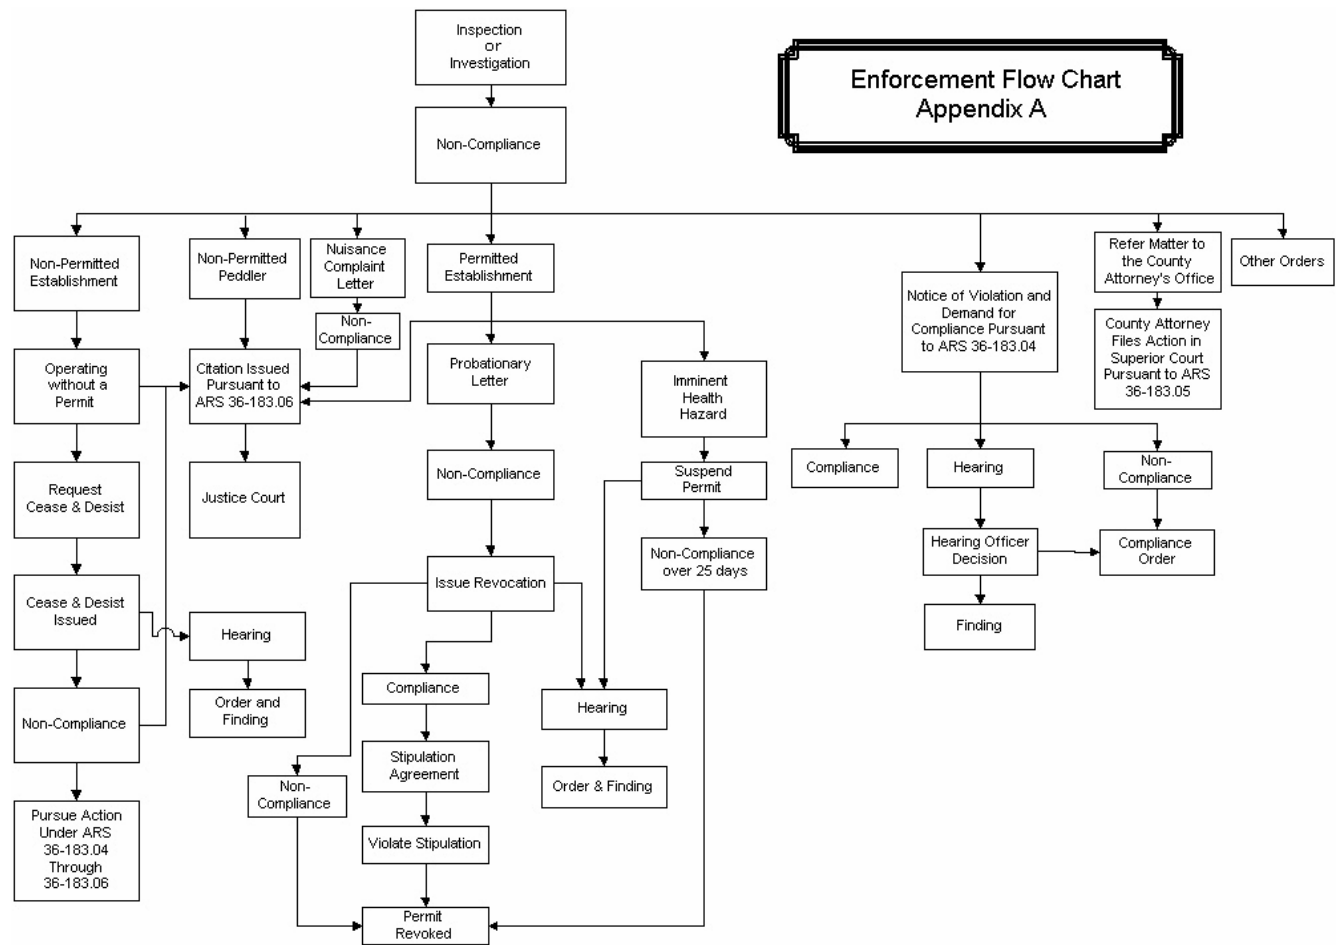 Inspection
or
Investigation
Enforcement Flow Chart
Appendix A
Non-Compliance
Non-Permitted
Establishment
Non-Permitted
Peddler
Nuisance
Complaint
Letter
Permitted
Establishment
Refer Matter to
the County
Attorney's Office
Other Orders
Notice of Violation and
Demand for
Compliance Pursuant
to ARS 36-183.04
Non-
Compliance
County Attorney
Files Action in
Superior Court
Pursuant to ARS
36-183.05
Operating
without a
Permit
Citation Issued
Pursuant to
ARS 36-183.06
Probationary
Letter
Imminent
Health
Hazard
Compliance
Hearing
Non-
Compliance
Request
Cease & Desist
Justice Court
Non-Compliance
Suspend
Permit
Hearing Officer
Decision
Compliance
Order
Non-Compliance
over 25 days
Issue Revocation
Cease & Desist
Issued
Hearing
Finding
Compliance
Hearing
Non-Compliance
Order and
Finding
Stipulation
Agreement
Non-
Compliance
Order & Finding
Pursue Action
Under ARS
36-183.04
Through
36-183.06
Violate Stipulation
Permit
Revoked